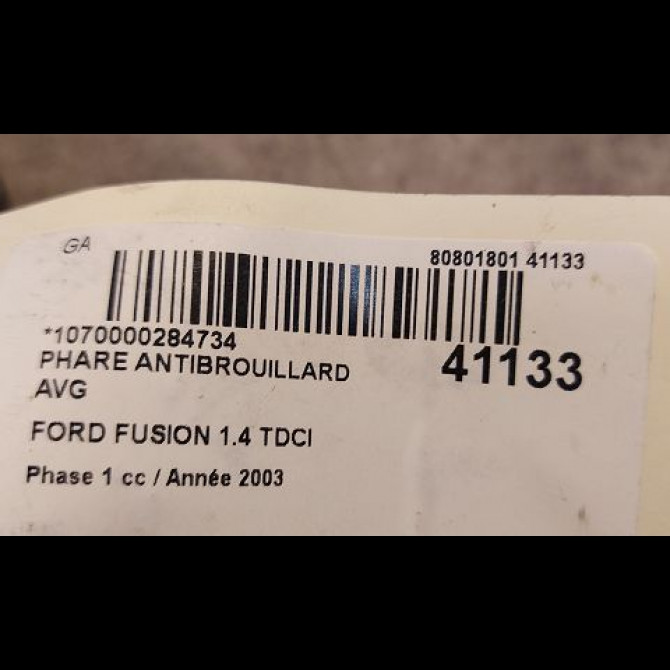 GA
80801801 41133
*1070000284734
41133
PHARE ANTIBROUILLARD
AVG
FORD FUSION 1.4 TDCI
Phase 1 cc / Année 2003